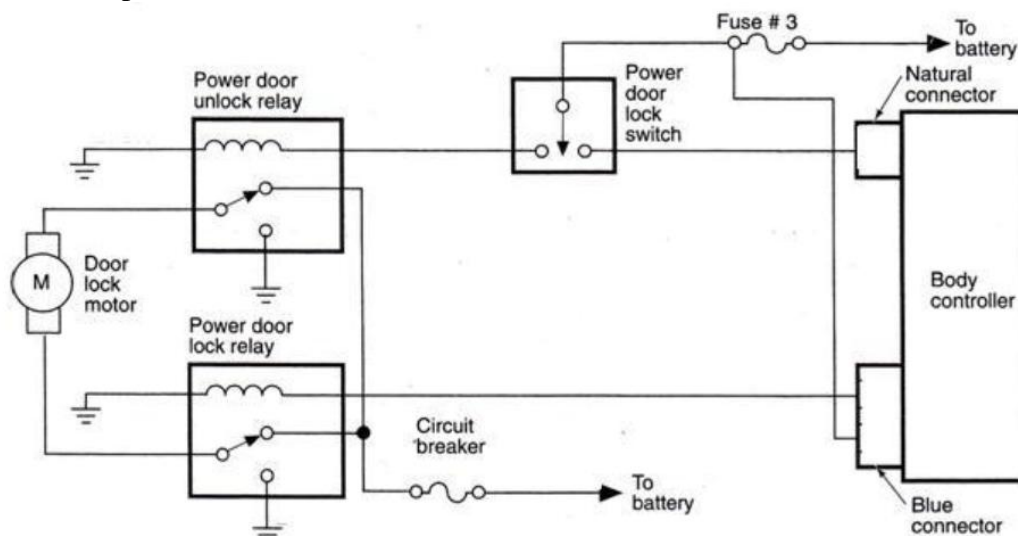 Fuse # 3
To
battery
Power door
unlock relay
Power
door
lock
switch
Natural
connector
Door
lock
motor
M
Body
controller
Power door
lock relay
Circuit
breaker
To
battery
Blue
connector